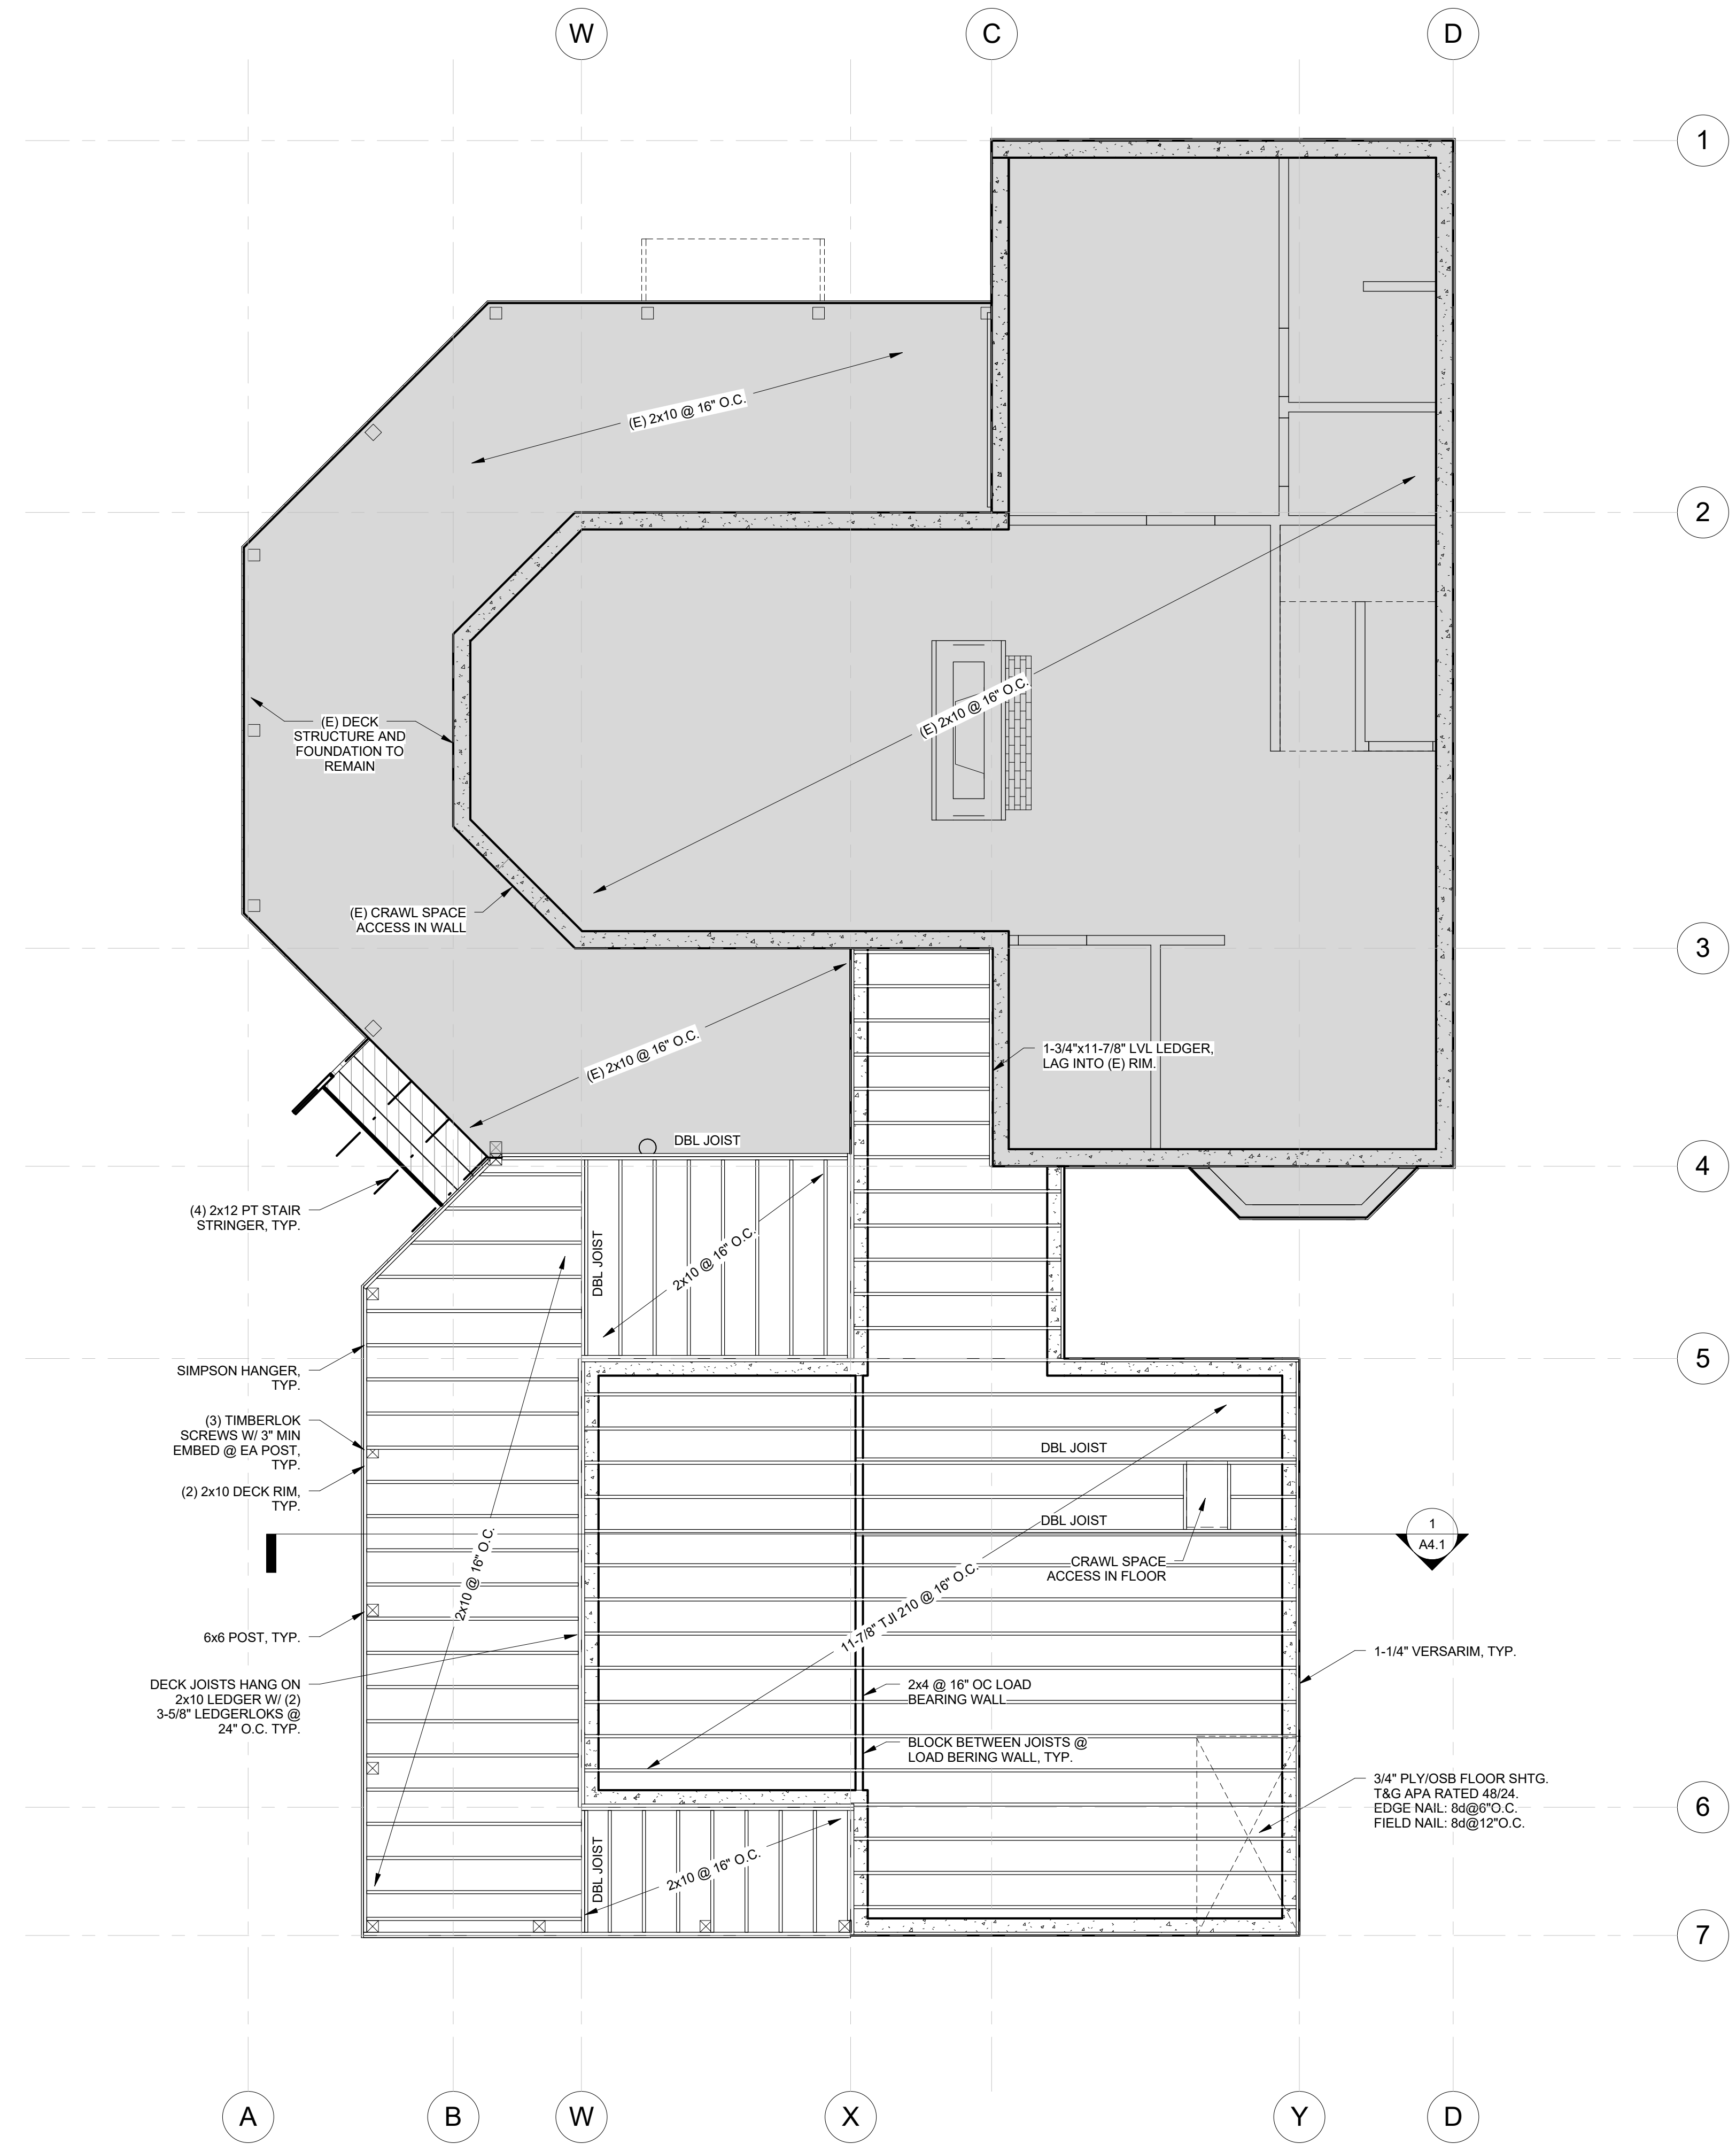 W
C
D
1
(E) 2x10 @ 16" O.C.
2
(E) 2x10 @ 16" O.C.
(E) DECK
STRUCTURE AND
FOUNDATION TO
REMAIN
(E) CRAWL SPACE
ACCESS IN WALL
3
(E) 2x10 @ 16" O.C.
1-3/4"x11-7/8" LVL LEDGER,
LAG INTO (E) RIM.
DBL JOIST
4
(4) 2x12 PT STAIR
STRINGER, TYP.
DBL JOIST
2x10 @ 16" O.C.
5
SIMPSON HANGER,
TYP.
(3) TIMBERLOK
SCREWS W/ 3" MIN
EMBED @ EA POST,
TYP.
(2) 2x10 DECK RIM,
TYP.
DBL JOIST
DBL JOIST
1
A4.1
2x10 @ 16" O.C.
CRAWL SPACE
ACCESS IN FLOOR
11-7/8" TJI 210 @ 16" O.C.
6x6 POST, TYP.
1-1/4" VERSARIM, TYP.
DECK JOISTS HANG ON
2x10 LEDGER W/ (2)
3-5/8" LEDGERLOKS @
24" O.C. TYP.
2x4 @ 16" OC LOAD
BEARING WALL
BLOCK BETWEEN JOISTS @
LOAD BERING WALL, TYP.
3/4" PLY/OSB FLOOR SHTG.
T&G APA RATED 48/24.
EDGE NAIL: 8d@6"O.C.
FIELD NAIL: 8d@12"O.C.
6
DBL JOIST
2x10 @ 16" O.C.
7
A
B
W
X
Y
D